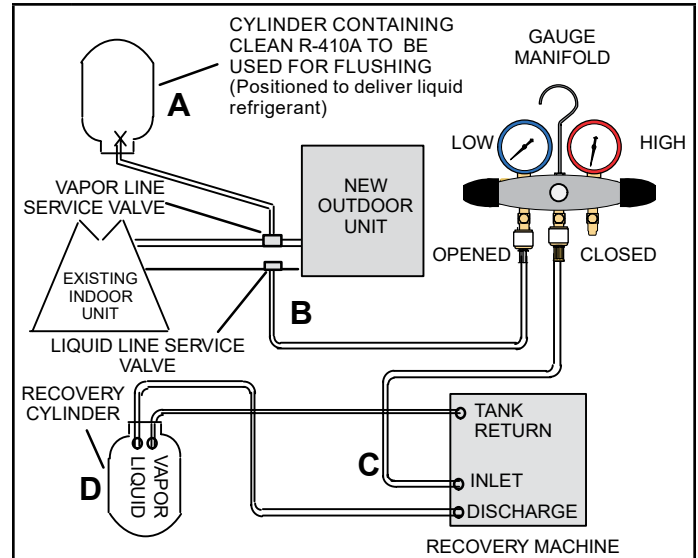 CYLINDER CONTAINING
CLEAN R-410A TO BE
USED FOR FLUSHING
(Positioned to deliver liquid
refrigerant)
A
GAUGE
MANIFOLD
LOW
HIGH
VAPOR LINE
SERVICE VALVE
NEW
OUTDOOR
UNIT
OPENED
CLOSED
EXISTING
INDOOR
UNIT
B
LIQUID LINE SERVICE
VALVE
RECOVERY
CYLINDER
TANK
RETURN
C
D
LIQUID
VAPOR
INLET
DISCHARGE
RECOVERY MACHINE